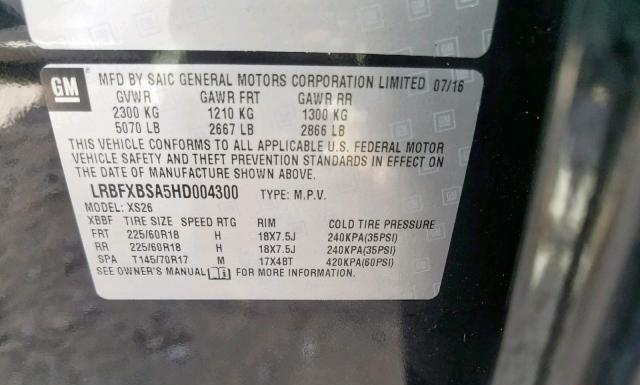 GM
MFD BY SAIC GENERAL MOTORS CORPORATION LIMITED 07/16
GVWR GAWR FRT GAWR RR
2300 KG 1210 KG 1300 KG
5070 LB 2667 LB 2866 LB
THIS VEHICLE CONFORMS TO ALL APPLICABLE U.S. FEDERAL MOTOR
VEHICLE SAFETY AND THEFT PREVENTION STANDARDS IN EFFECT ON
THE DATE OF MANUFACTURE SHOWN ABOVE.
LRBFXBSA5HD004300 TYPE: M.P.V.
MODEL: XS26
XBBF TIRE SIZE SPEED RTG RIM COLD TIRE PRESSURE
FRT 225/60R18 H 18X7.5J 240KPA(35PSI)
RR 225/60R18 H 18X7.5J 240KPA(35PSI)
SPA T145/70R17 M 17X4BT 420KPA(60PSI)
SEE OWNER'S MANUAL FOR MORE INFORMATION.